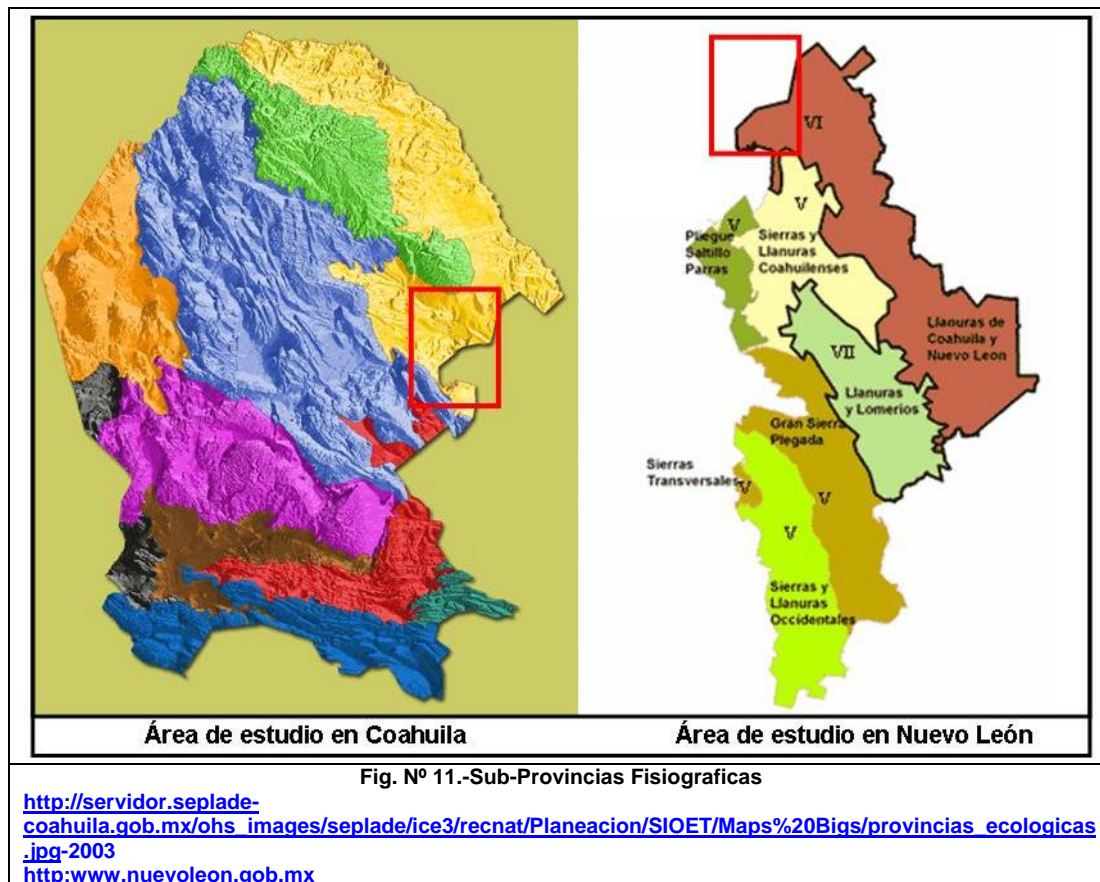 VI
V
V
Pliegue
Saltillo
Parras
Sierras y
Llanuras
Coahuilenses
Llanuras de
Coahuila y
Nuevo Leon
VII
Llanuras
y Lomerios
Gran Sierra
Plegada
Sierras
Transversales
V
V
V
Sierras y
Llanuras
Occidentales
Área de estudio en Coahuila
Área de estudio en Nuevo León
Fig. Nº 11.-Sub-Provincias Fisiograficas
http://servidor.seplade-
coahuila.gob.mx/ohs_images/seplade/ice3/recnat/Planeacion/SIOET/Maps%20Bigs/provincias_ecologicas
.jpg-2003
http:www.nuevoleon.gob.mx